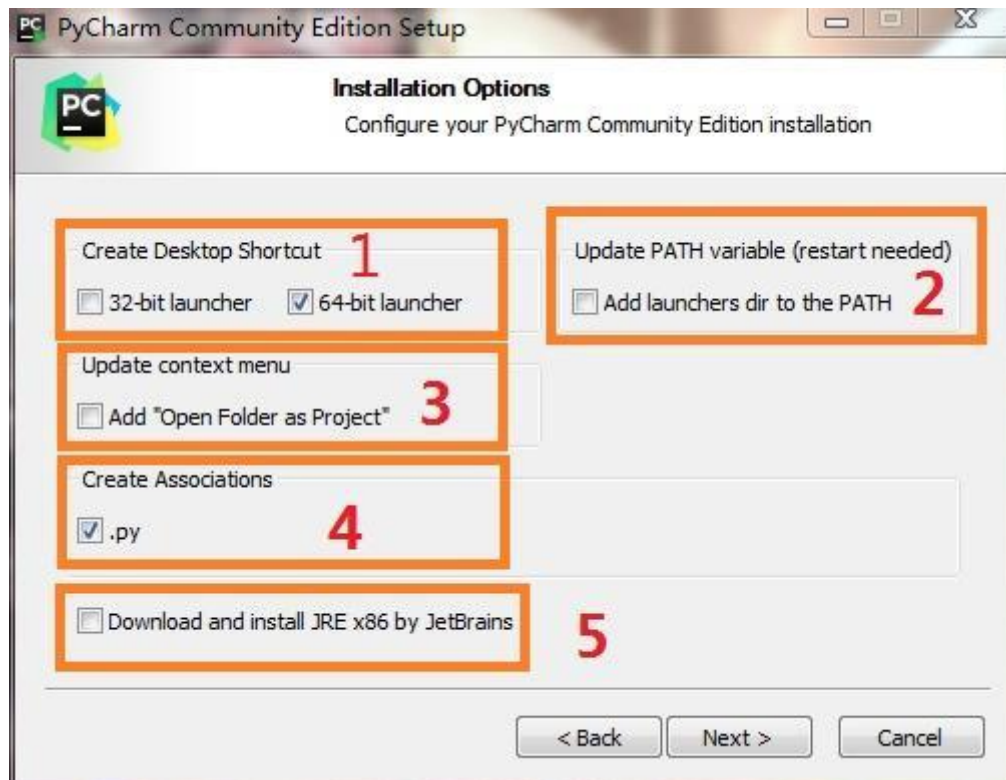 PC PyCharm Community Edition Setup
PC
Installation Options
Configure your PyCharm Community Edition installation
Create Desktop Shortcut
1
32-bit launcher 64-bit launcher
Update PATH variable (restart needed)
Add launchers dir to the PATH
2
Update context menu
Add "Open Folder as Project"
3
Create Associations
.py
4
Download and install JRE x86 by JetBrains
5
< Back Next > Cancel